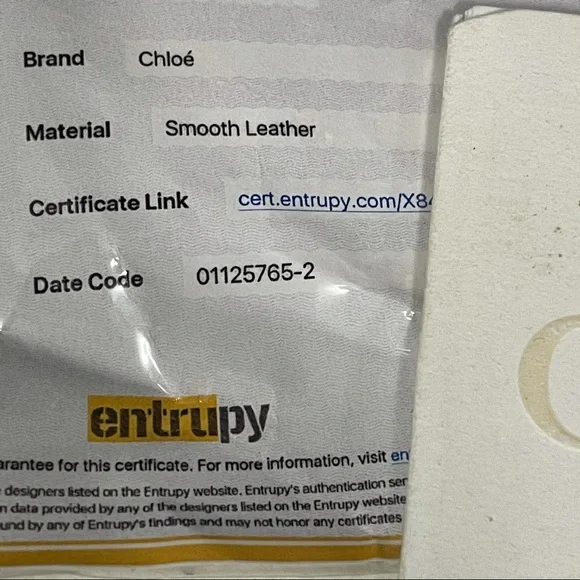 Brand Chloé
Material Smooth Leather
Certificate Link cert.entrupy.com/X84
Date Code 01125765-2
entrupy
arantee for this certificate. For more information, visit en
designers listed on the Entrupy website. Entrupy's authentication ser
n data provided by any of the designers listed on the Entrupy website
und by any of Entrupy's findings and may not honor any certificates
C